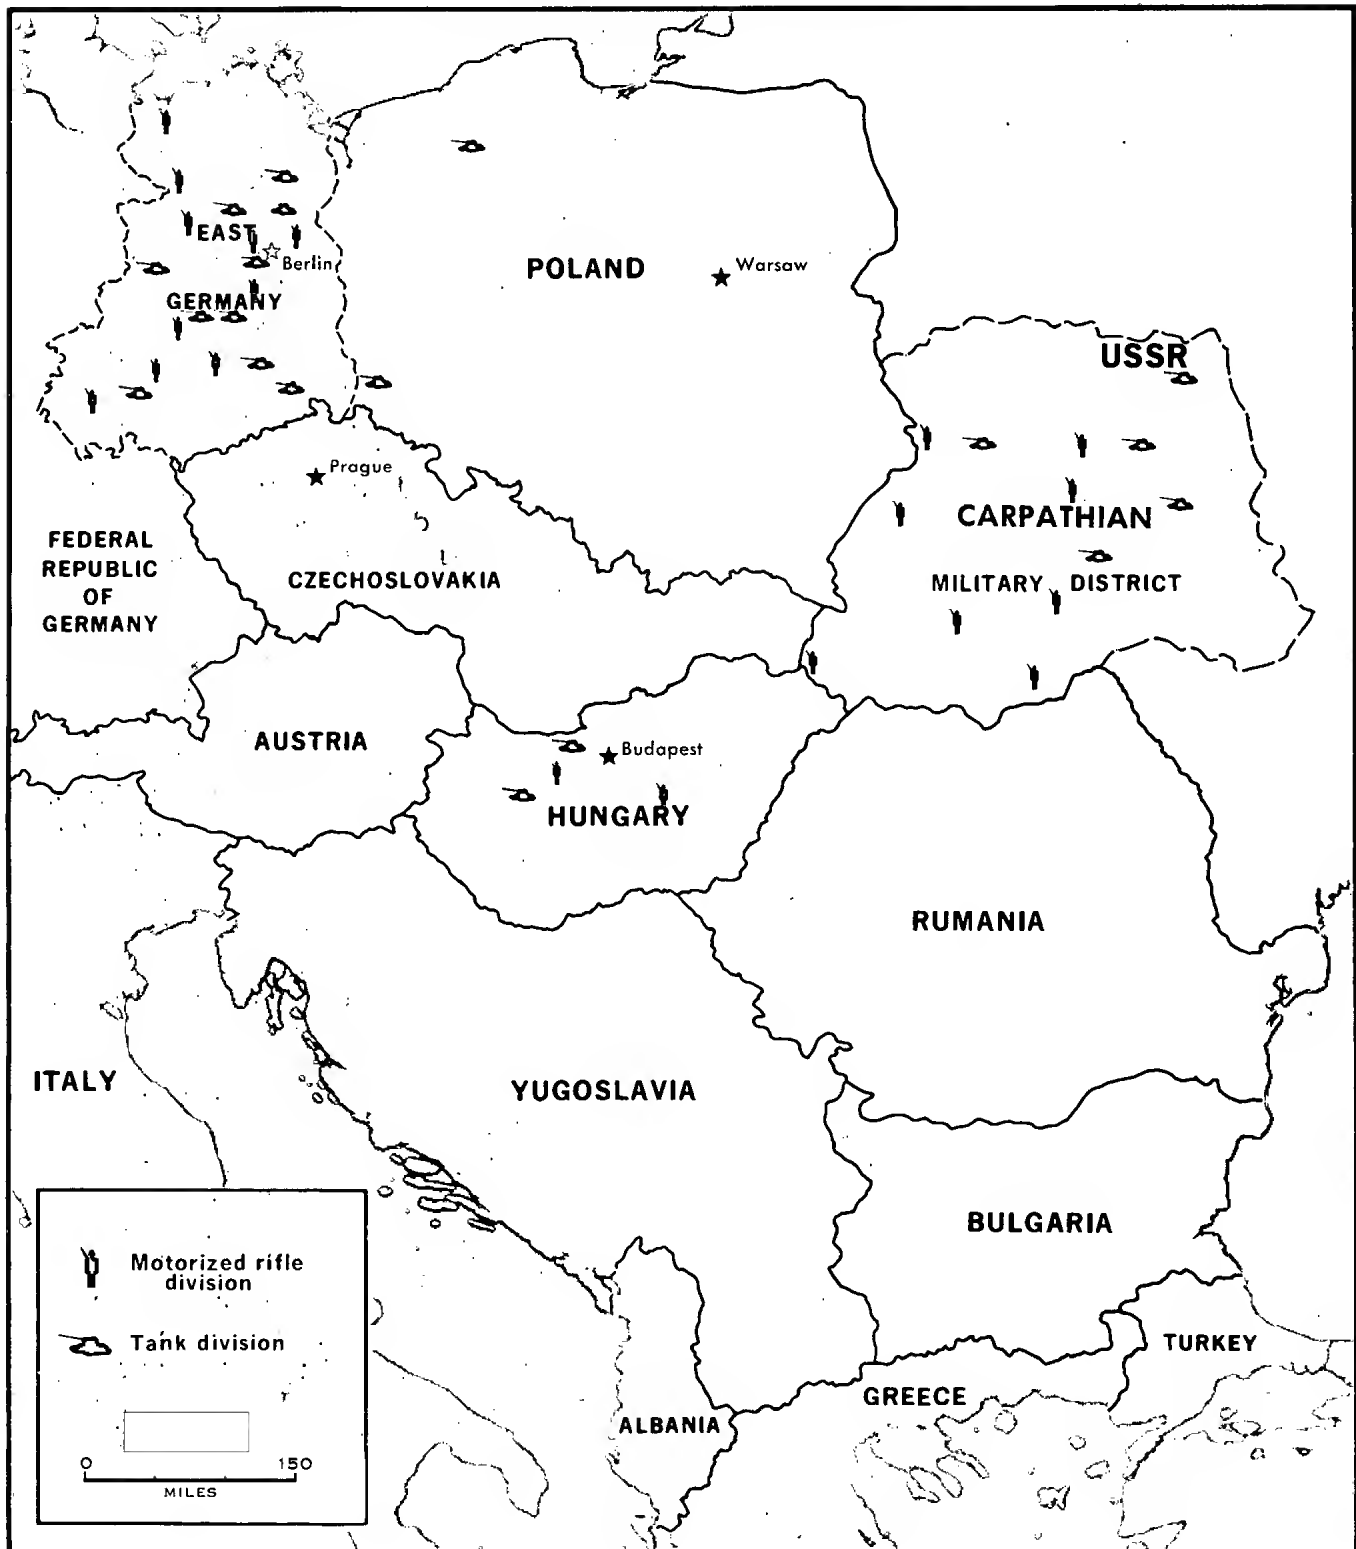 EAST
Berlin
GERMANY
POLAND
Warsaw
USSR
Prague
CARPATHIAN
MILITARY DISTRICT
FEDERAL
REPUBLIC
OF
GERMANY
CZECHOSLOVAKIA
AUSTRIA
Budapest
HUNGARY
RUMANIA
ITALY
YUGOSLAVIA
BULGARIA
TURKEY
GREECE
ALBANIA
Motorized rifle
division
Tank division
0 150
MILES